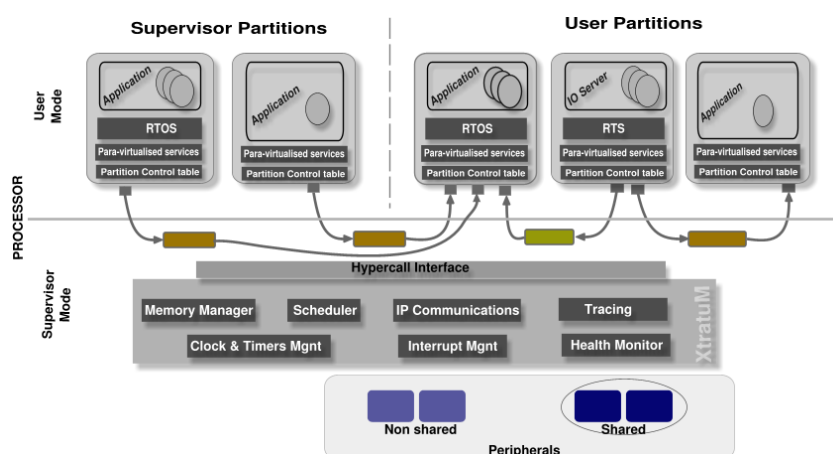 Supervisor Partitions
User Partitions
User
Mode
Application
Application
Application
IO Server
Application
RTOS
RTOS
RTS
Para-virtualised services
Para-virtualised services
Para-virtualised services
Para-virtualised services
Para-virtualised services
Partition Control table
Partition Control table
Partition Control table
Partition Control table
Partition Control table
PROCESSOR
Supervisor
Mode
Hypercall Interface
Memory Manager
Scheduler
IP Communications
Tracing
Clock & Timers Mgnt
Interrupt Mgnt
Health Monitor
XtratuM
Non shared
Shared
Peripherals